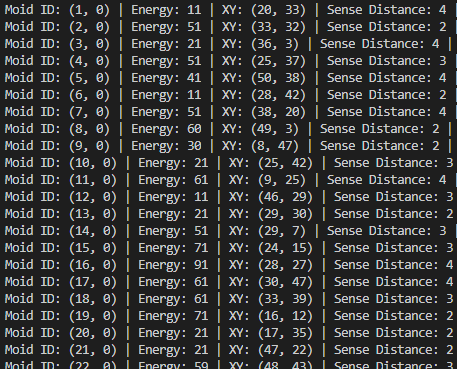 Moid ID: (1, 0) | Energy: 11 | XY: (20, 33) | Sense Distance: 4 |
Moid ID: (2, 0) | Energy: 51 | XY: (33, 32) | Sense Distance: 2
Moid ID: (3, 0) | Energy: 21 | XY: (36, 3) | Sense Distance: 4 |
Moid ID: (4, 0) | Energy: 51 | XY: (25, 37) | Sense Distance: 3
Moid ID: (5, 0) | Energy: 41 | XY: (50, 38) | Sense Distance: 4
Moid ID: (6, 0) | Energy: 11 | XY: (28, 42) | Sense Distance: 2
Moid ID: (7, 0) | Energy: 51 | XY: (38, 20) | Sense Distance: 4
Moid ID: (8, 0) | Energy: 60 | XY: (49, 3) | Sense Distance: 2 |
Moid ID: (9, 0) | Energy: 30 | XY: (8, 47) | Sense Distance: 2 |
Moid ID: (10, 0) | Energy: 21 | XY: (25, 42) | Sense Distance: 3
Moid ID: (11, 0) | Energy: 61 | XY: (9, 25) | Sense Distance: 4
Moid ID: (12, 0) | Energy: 11 | XY: (46, 29) | Sense Distance: 3
Moid ID: (13, 0) | Energy: 21 | XY: (29, 30) | Sense Distance: 2
Moid ID: (14, 0) | Energy: 51 | XY: (29, 7) | Sense Distance: 3 |
Moid ID: (15, 0) | Energy: 71 | XY: (24, 15) | Sense Distance: 3
Moid ID: (16, 0) | Energy: 91 | XY: (28, 27) | Sense Distance: 4
Moid ID: (17, 0) | Energy: 61 | XY: (30, 47) | Sense Distance: 4
Moid ID: (18, 0) | Energy: 61 | XY: (33, 39) | Sense Distance: 3
Moid ID: (19, 0) | Energy: 71 | XY: (16, 12) | Sense Distance: 2
Moid ID: (20, 0) | Energy: 21 | XY: (17, 35) | Sense Distance: 2
Moid ID: (21, 0) | Energy: 21 | XY: (47, 22) | Sense Distance: 2
Moid ID: (22, 0) | Energy: 59 | XY: (48, 43) | Sense Distance: 3